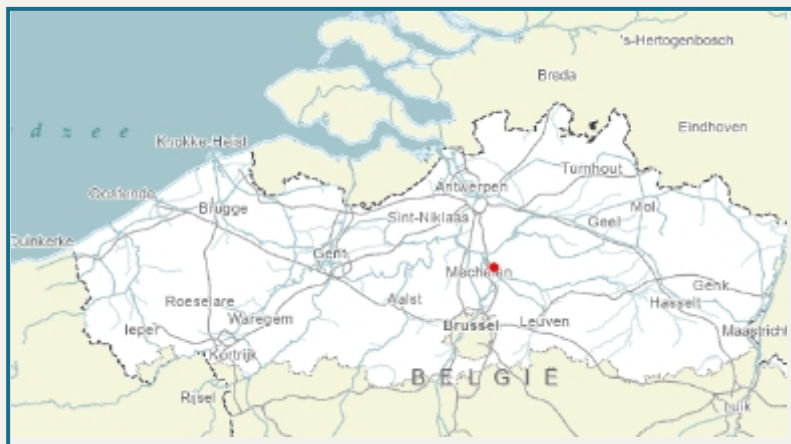 's-Hertogenbosch
Breda
d z e e
Eindhoven
Knokke-Heist
Turnhout
Antwerpen
Oostende
Mol
Brugge
Sint-Niklaas
Geel
Duinkerke
Gent
Mechelen
Genk
Roeselare
Aalst
Hasselt
Waregem
Ieper
Brussel
Leuven
Maastricht
Kortrijk
BELGIË
Rijsel
Luik